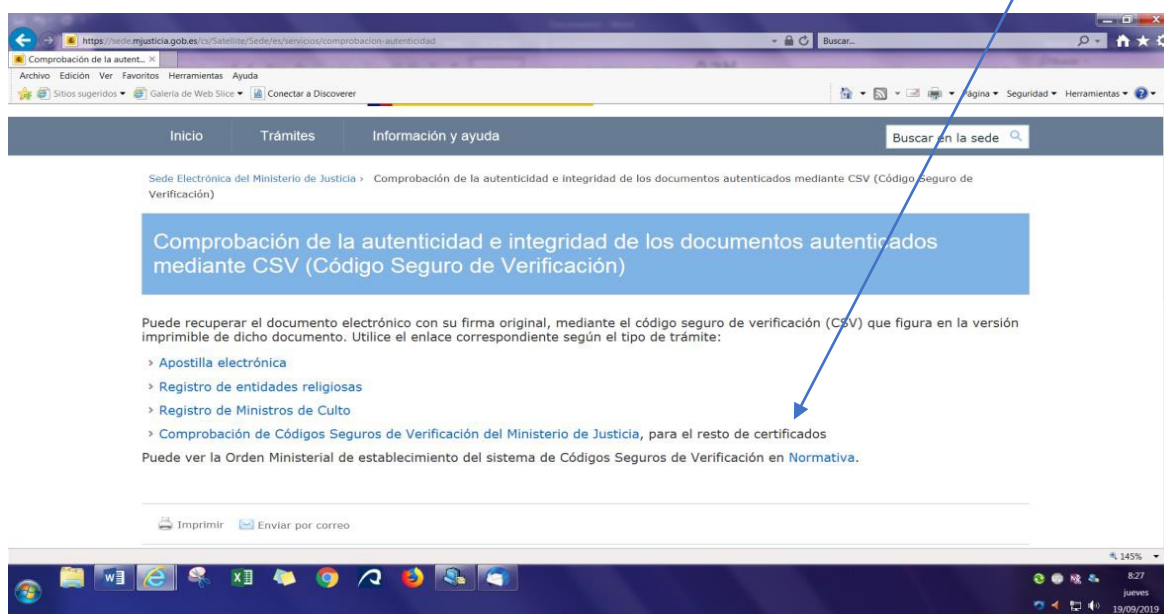 https://sede.mjusticia.gob.es/cs/Satellite/Sede/es/servicios/comprobacion-autenticidad
Buscar...
Comprobación de la autent...
Archivo Edición Ver Favoritos Herramientas Ayuda
Sitios sugeridos Galería de Web Slice Conectar a Discoverer
Página Seguridad Herramientas
Inicio Trámites Información y ayuda
Buscar en la sede
Sede Electrónica del Ministerio de Justicia › Comprobación de la autenticidad e integridad de los documentos autenticados mediante CSV (Código Seguro de
Verificación)
Comprobación de la autenticidad e integridad de los documentos autenticados
mediante CSV (Código Seguro de Verificación)
Puede recuperar el documento electrónico con su firma original, mediante el código seguro de verificación (CSV) que figura en la versión
imprimible de dicho documento. Utilice el enlace correspondiente según el tipo de trámite:
› Apostilla electrónica
› Registro de entidades religiosas
› Registro de Ministros de Culto
› Comprobación de Códigos Seguros de Verificación del Ministerio de Justicia, para el resto de certificados
Puede ver la Orden Ministerial de establecimiento del sistema de Códigos Seguros de Verificación en Normativa.
Imprimir Enviar por correo
145%
8:27
jueves
19/09/2019